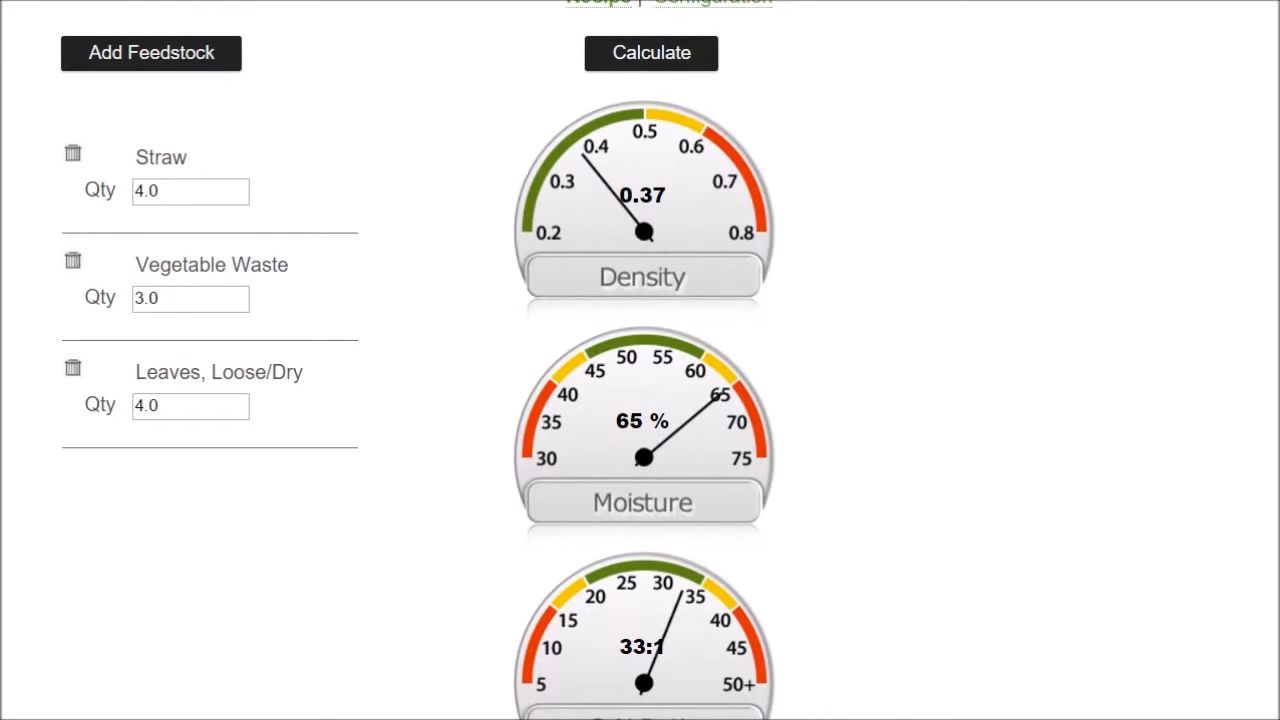 Recipe | Configuration
Add Feedstock
Calculate
Straw
Qty 4.0
Vegetable Waste
Qty 3.0
Leaves, Loose/Dry
Qty 4.0
0.2 0.3 0.4 0.5 0.6 0.7 0.8
0.37
Density
30 35 40 45 50 55 60 65 70 75
65 %
Moisture
5 10 15 20 25 30 35 40 45 50+
33:1